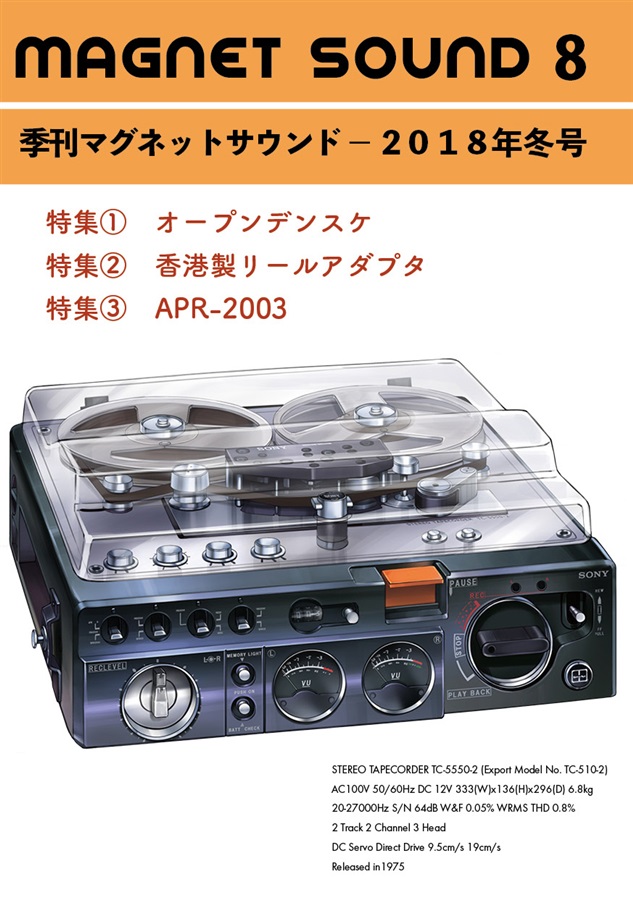 MAGNET SOUND 8
季刊マグネットサウンド－２０１８年冬号
特集① オープンデンスケ
特集② 香港製リールアダプタ
特集③ APR-2003
SONY
PAUSE
SONY
REC
RECLEVEL
L R
MEMORY LIGHT
PUSH ON
BATT CHECK
L
VU
VU
R
STOP
PLAY BACK
STEREO TAPECORDER TC-5550-2 (Export Model No. TC-510-2)
AC100V 50/60Hz DC 12V 333(W)x136(H)x296(D) 6.8kg
20-27000Hz S/N 64dB W&F 0.05% WRMS THD 0.8%
2 Track 2 Channel 3 Head
DC Servo Direct Drive 9.5cm/s 19cm/s
Released in1975